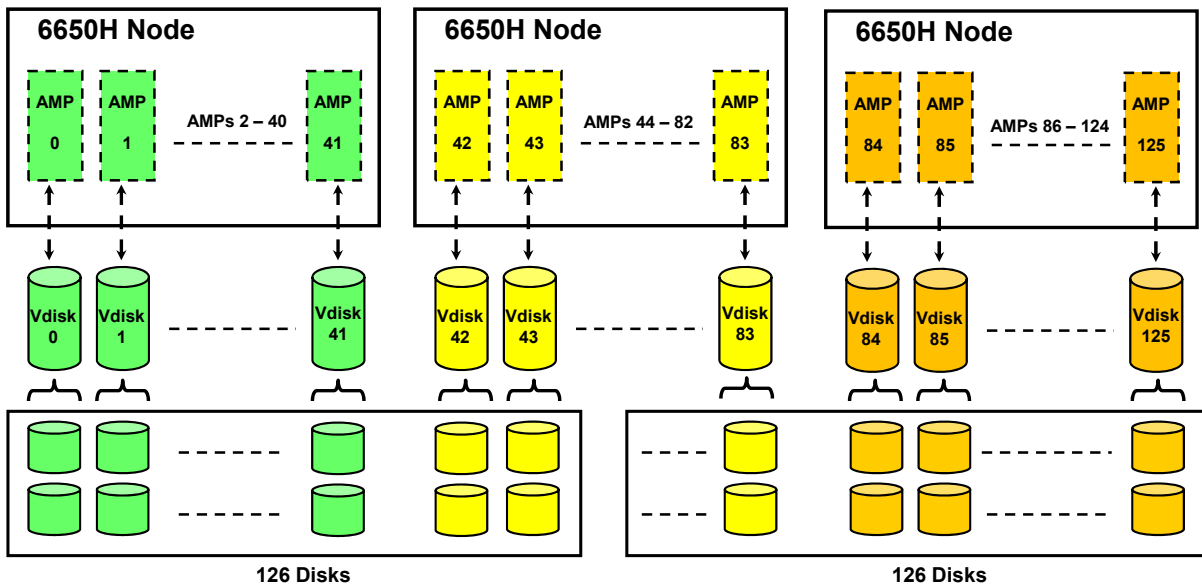 6650H Node
6650H Node
6650H Node
AMP
0
AMP
1
AMPs 2 – 40
AMP
41
AMP
42
AMP
43
AMPs 44 – 82
AMP
83
AMP
84
AMP
85
AMPs 86 – 124
AMP
125
Vdisk
0
Vdisk
1
Vdisk
41
Vdisk
42
Vdisk
43
Vdisk
83
Vdisk
84
Vdisk
85
Vdisk
125
126 Disks
126 Disks